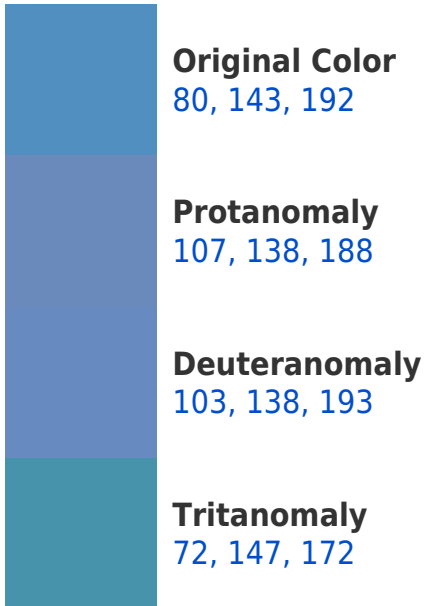 Original Color
80, 143, 192
Protanomaly
107, 138, 188
Deuteranomaly
103, 138, 193
Tritanomaly
72, 147, 172